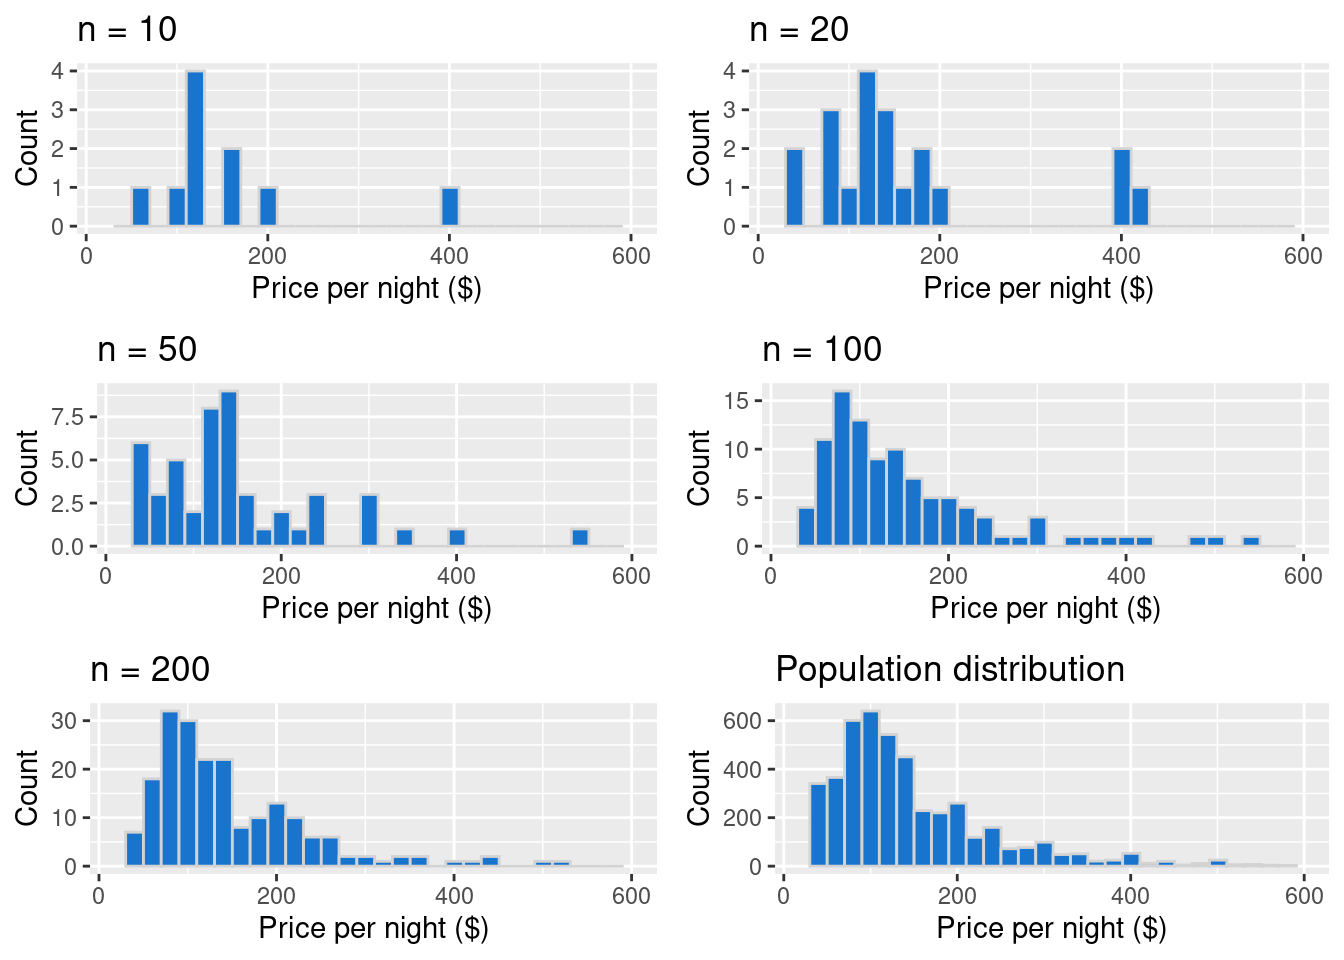 n = 10
4
3
2
1
0
Count
0 200 400 600
Price per night ($)
n = 20
4
3
2
1
0
Count
0 200 400 600
Price per night ($)
n = 50
7.5
5.0
2.5
0.0
Count
0 200 400 600
Price per night ($)
n = 100
15
10
5
0
Count
0 200 400 600
Price per night ($)
n = 200
30
20
10
0
Count
0 200 400 600
Price per night ($)
Population distribution
600
400
200
0
Count
0 200 400 600
Price per night ($)